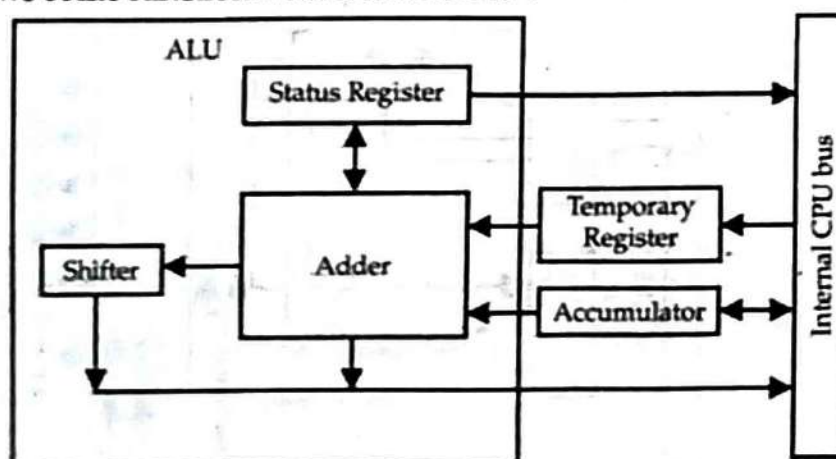 ALU
Status Register
Temporary
Register
Adder
Shifter
Accumulator
Internal CPU bus